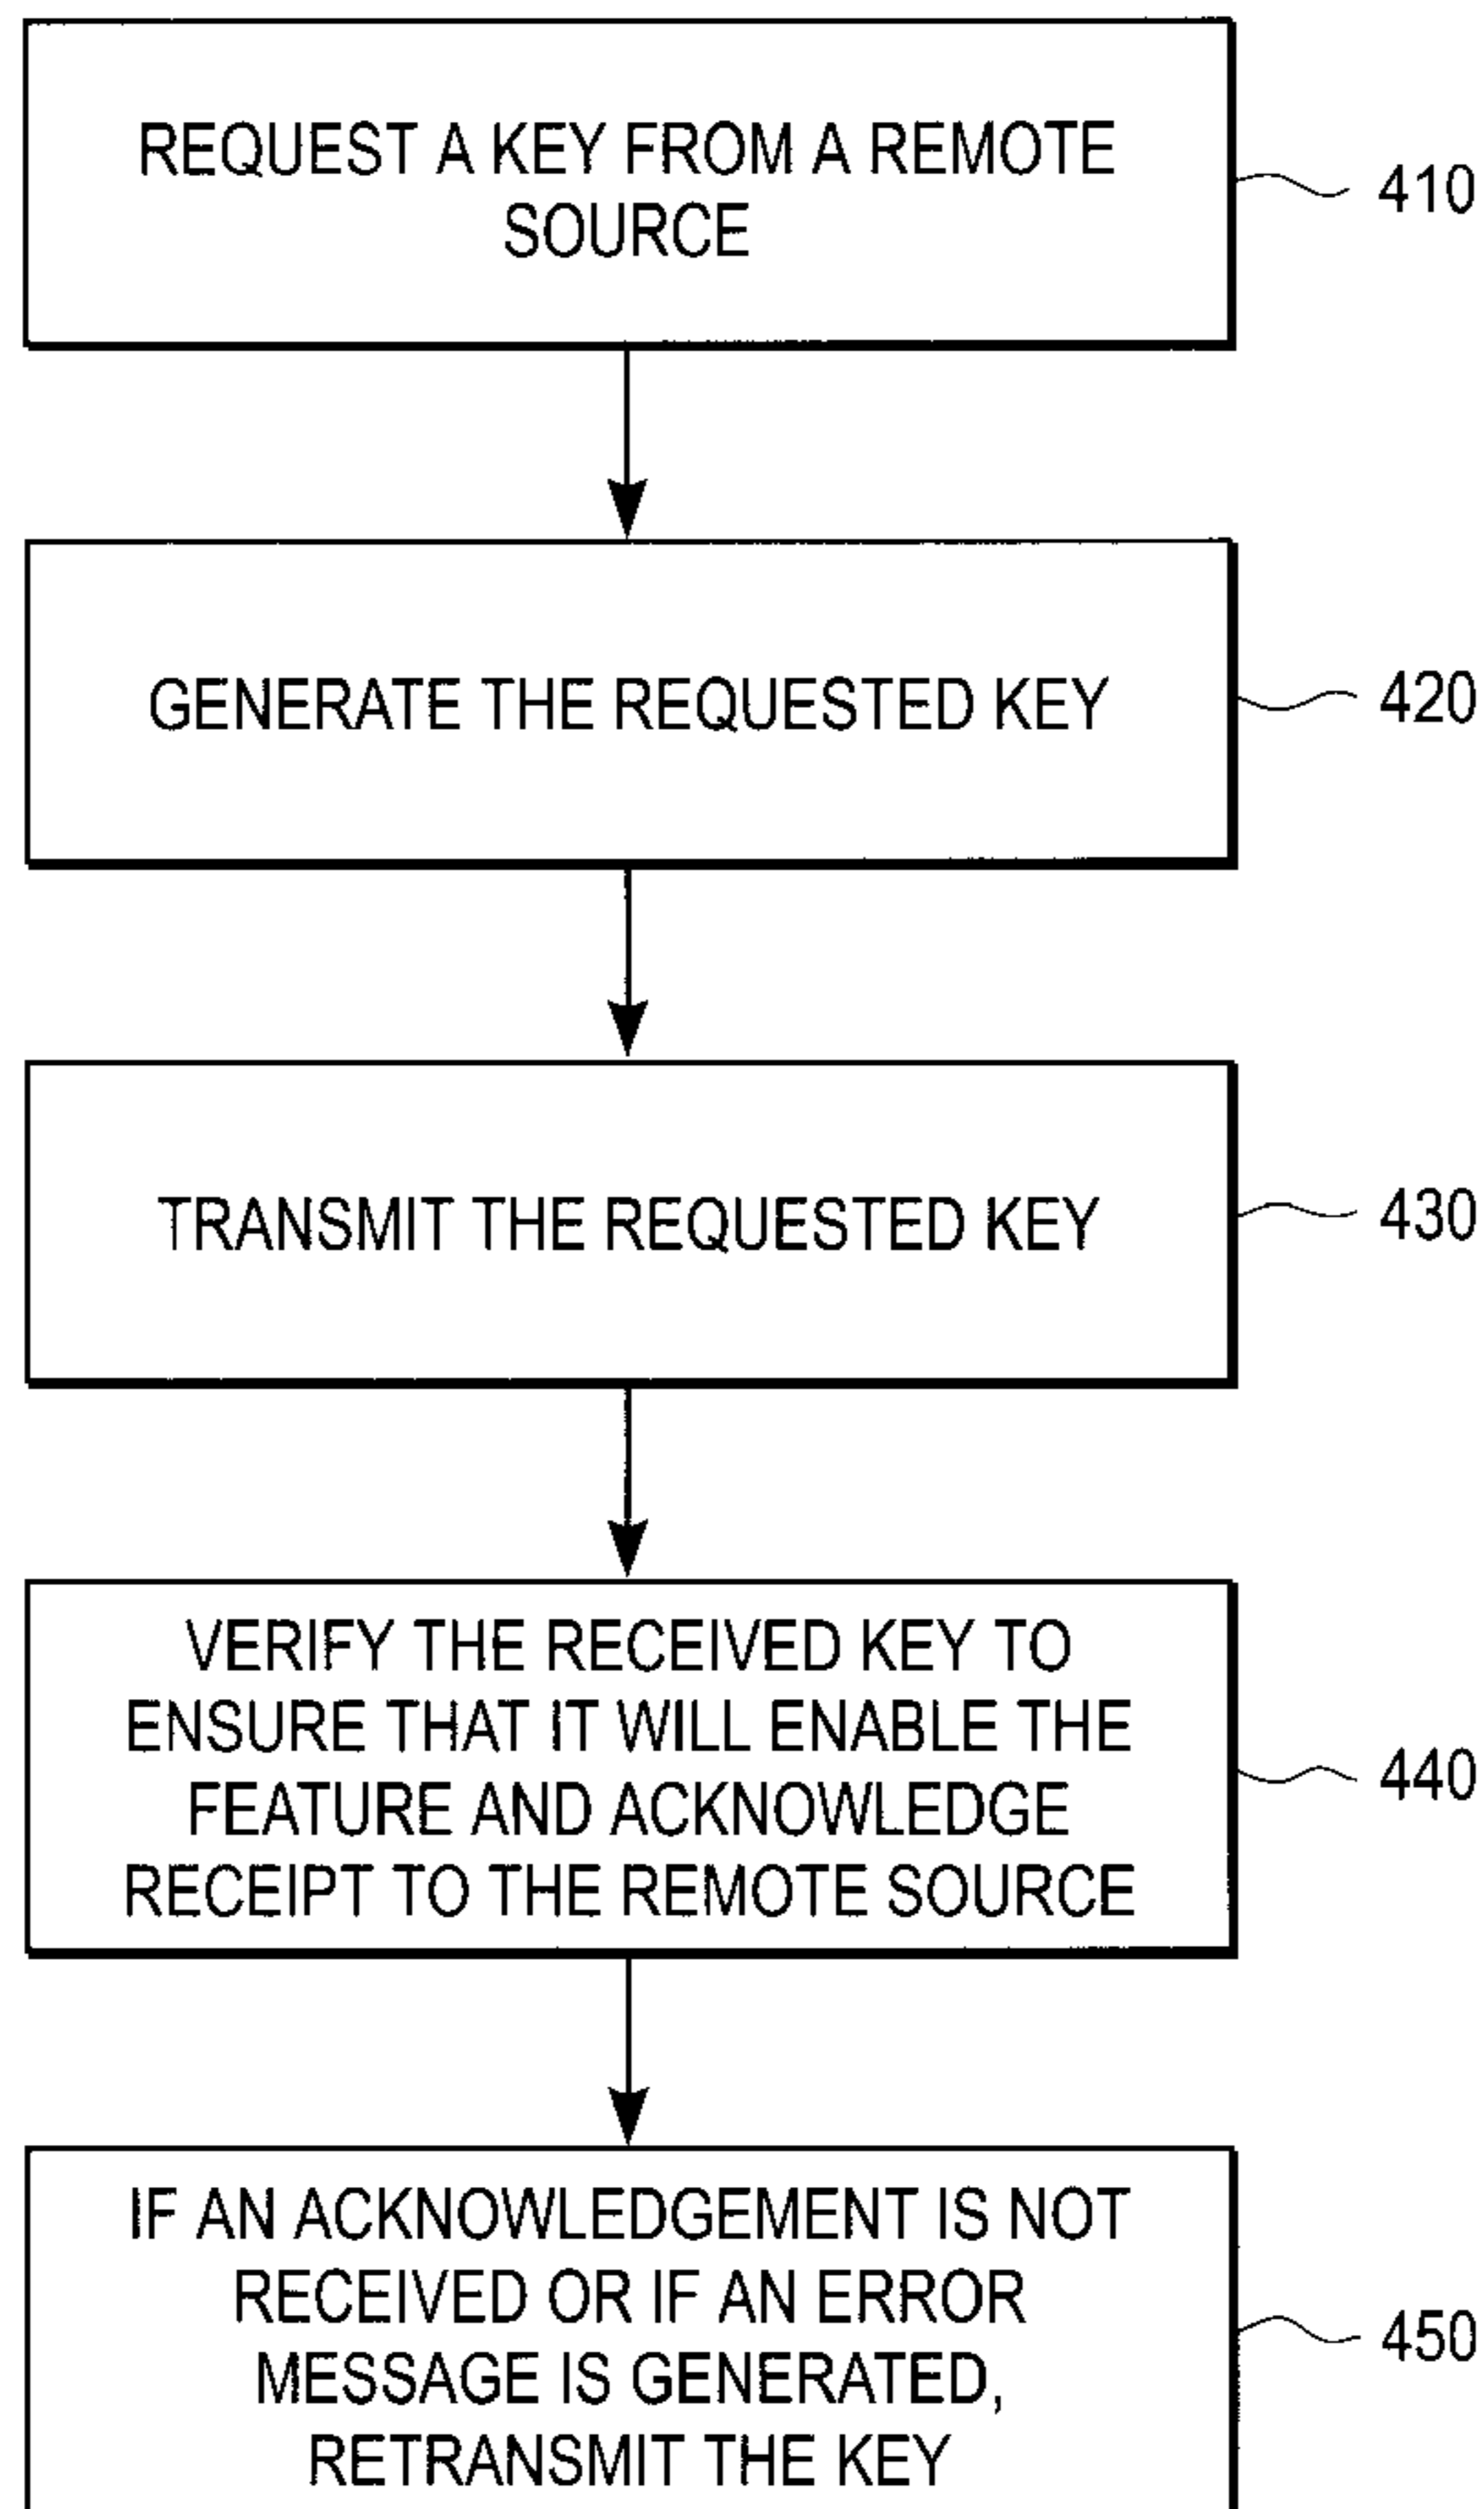 REQUEST A KEY FROM A REMOTE
SOURCE
410
GENERATE THE REQUESTED KEY
420
TRANSMIT THE REQUESTED KEY
430
VERIFY THE RECEIVED KEY TO
ENSURE THAT IT WILL ENABLE THE
FEATURE AND ACKNOWLEDGE
RECEIPT TO THE REMOTE SOURCE
440
IF AN ACKNOWLEDGEMENT IS NOT
RECEIVED OR IF AN ERROR
MESSAGE IS GENERATED,
RETRANSMIT THE KEY
450